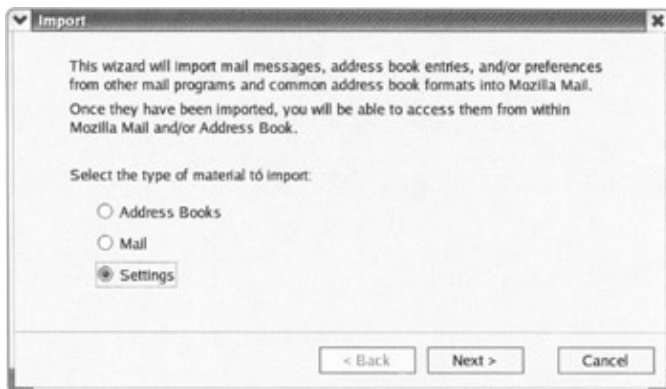 Import
This wizard will import mail messages, address book entries, and/or preferences
from other mail programs and common address book formats into Mozilla Mail.
Once they have been imported, you will be able to access them from within
Mozilla Mail and/or Address Book.
Select the type of material to import:
Address Books
Mail
Settings
< Back
Next >
Cancel